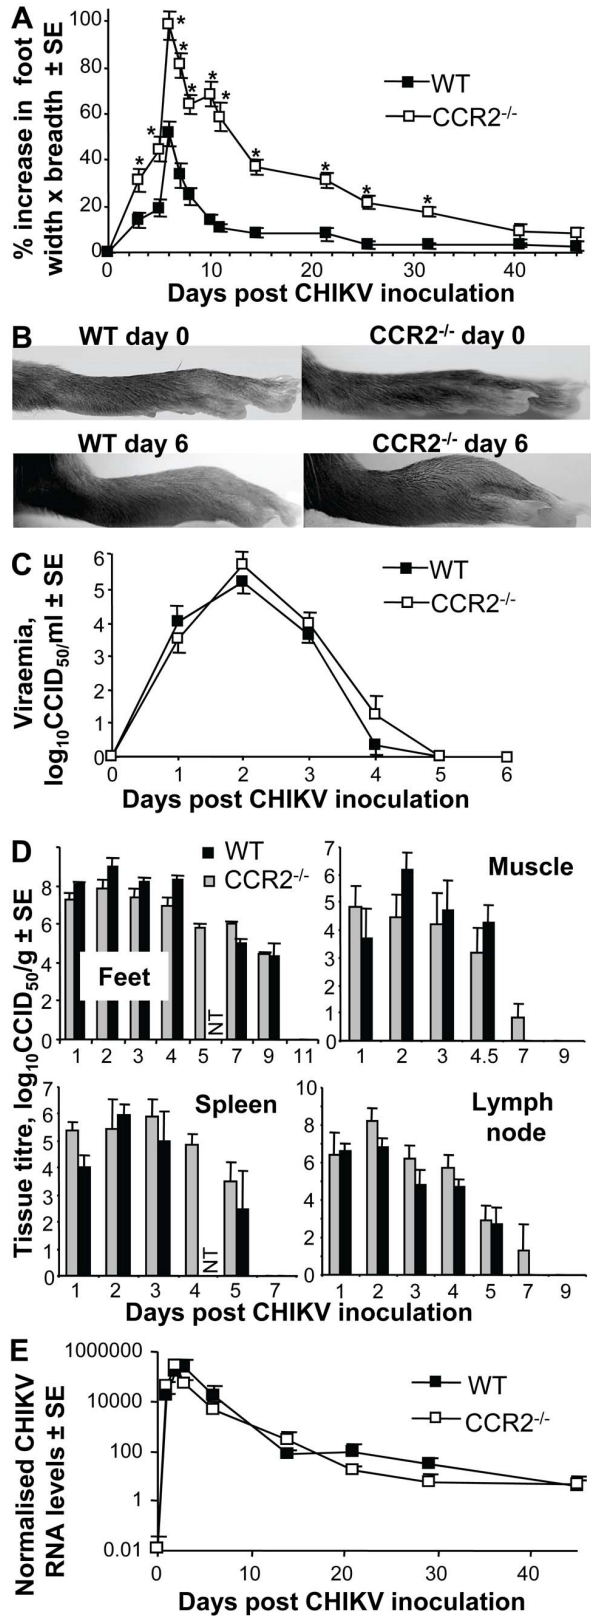 A
% increase in foot
width x breadth ± SE
100
80
60
40
20
0
* * * * * * * * * * *
WT
CCR2-/-
0 10 20 30 40
Days post CHIKV inoculation
B
WT day 0
CCR2-/- day 0
WT day 6
CCR2-/- day 6
C
Viraemia,
log10CCID50/ml ± SE
6
5
4
3
2
1
0
WT
CCR2-/-
0 1 2 3 4 5 6
Days post CHIKV inoculation
D
Tissue titre, log10CCID50/g ± SE
WT
CCR2-/-
8
6
4
2
0
Feet
NT
1 2 3 4 5 7 9 11
Muscle
7
6
5
4
3
2
1
0
1 2 3 4.5 7 9
Spleen
7
6
5
4
3
2
1
0
NT
1 2 3 4 5 7
Lymph
node
10
8
6
4
2
0
1 2 3 4 5 7 9
Days post CHIKV inoculation
E
Normalised CHIKV
RNA levels ± SE
1000000
10000
100
1
0.01
WT
CCR2-/-
0 10 20 30 40
Days post CHIKV inoculation